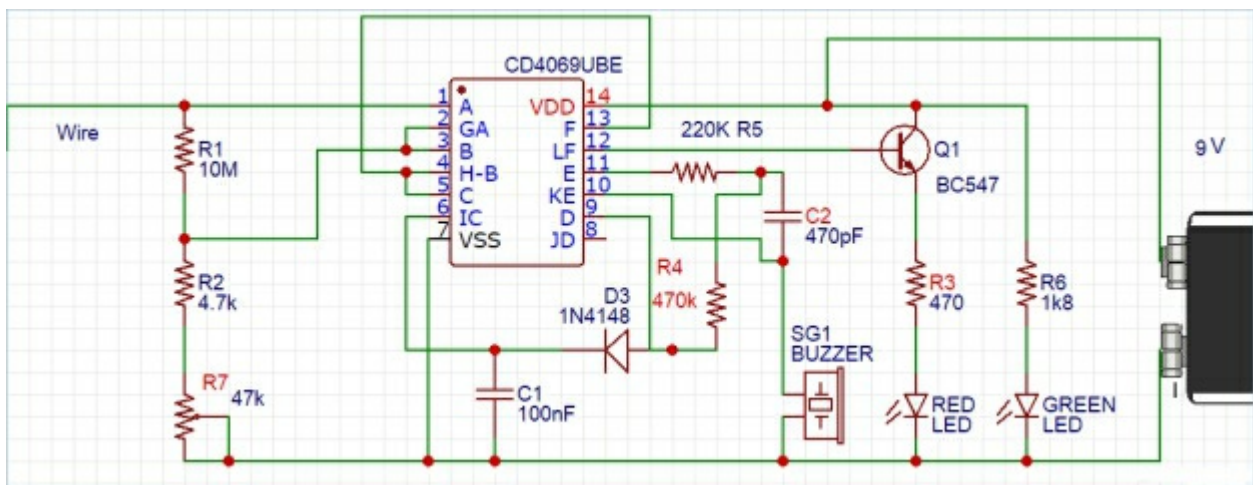 CD4069UBE
1 A
2 GA
3 B
4 H-B
5 C
6 IC
7 VSS
VDD 14
F 13
LF 12
E 11
KE 10
D 9
JD 8
Wire
R1
10M
R2
4.7k
R7
47k
220K R5
Q1
BC547
9 V
C2
470pF
R4
470k
D3
1N4148
C1
100nF
SG1
BUZZER
R3
470
R6
1k8
RED
LED
GREEN
LED